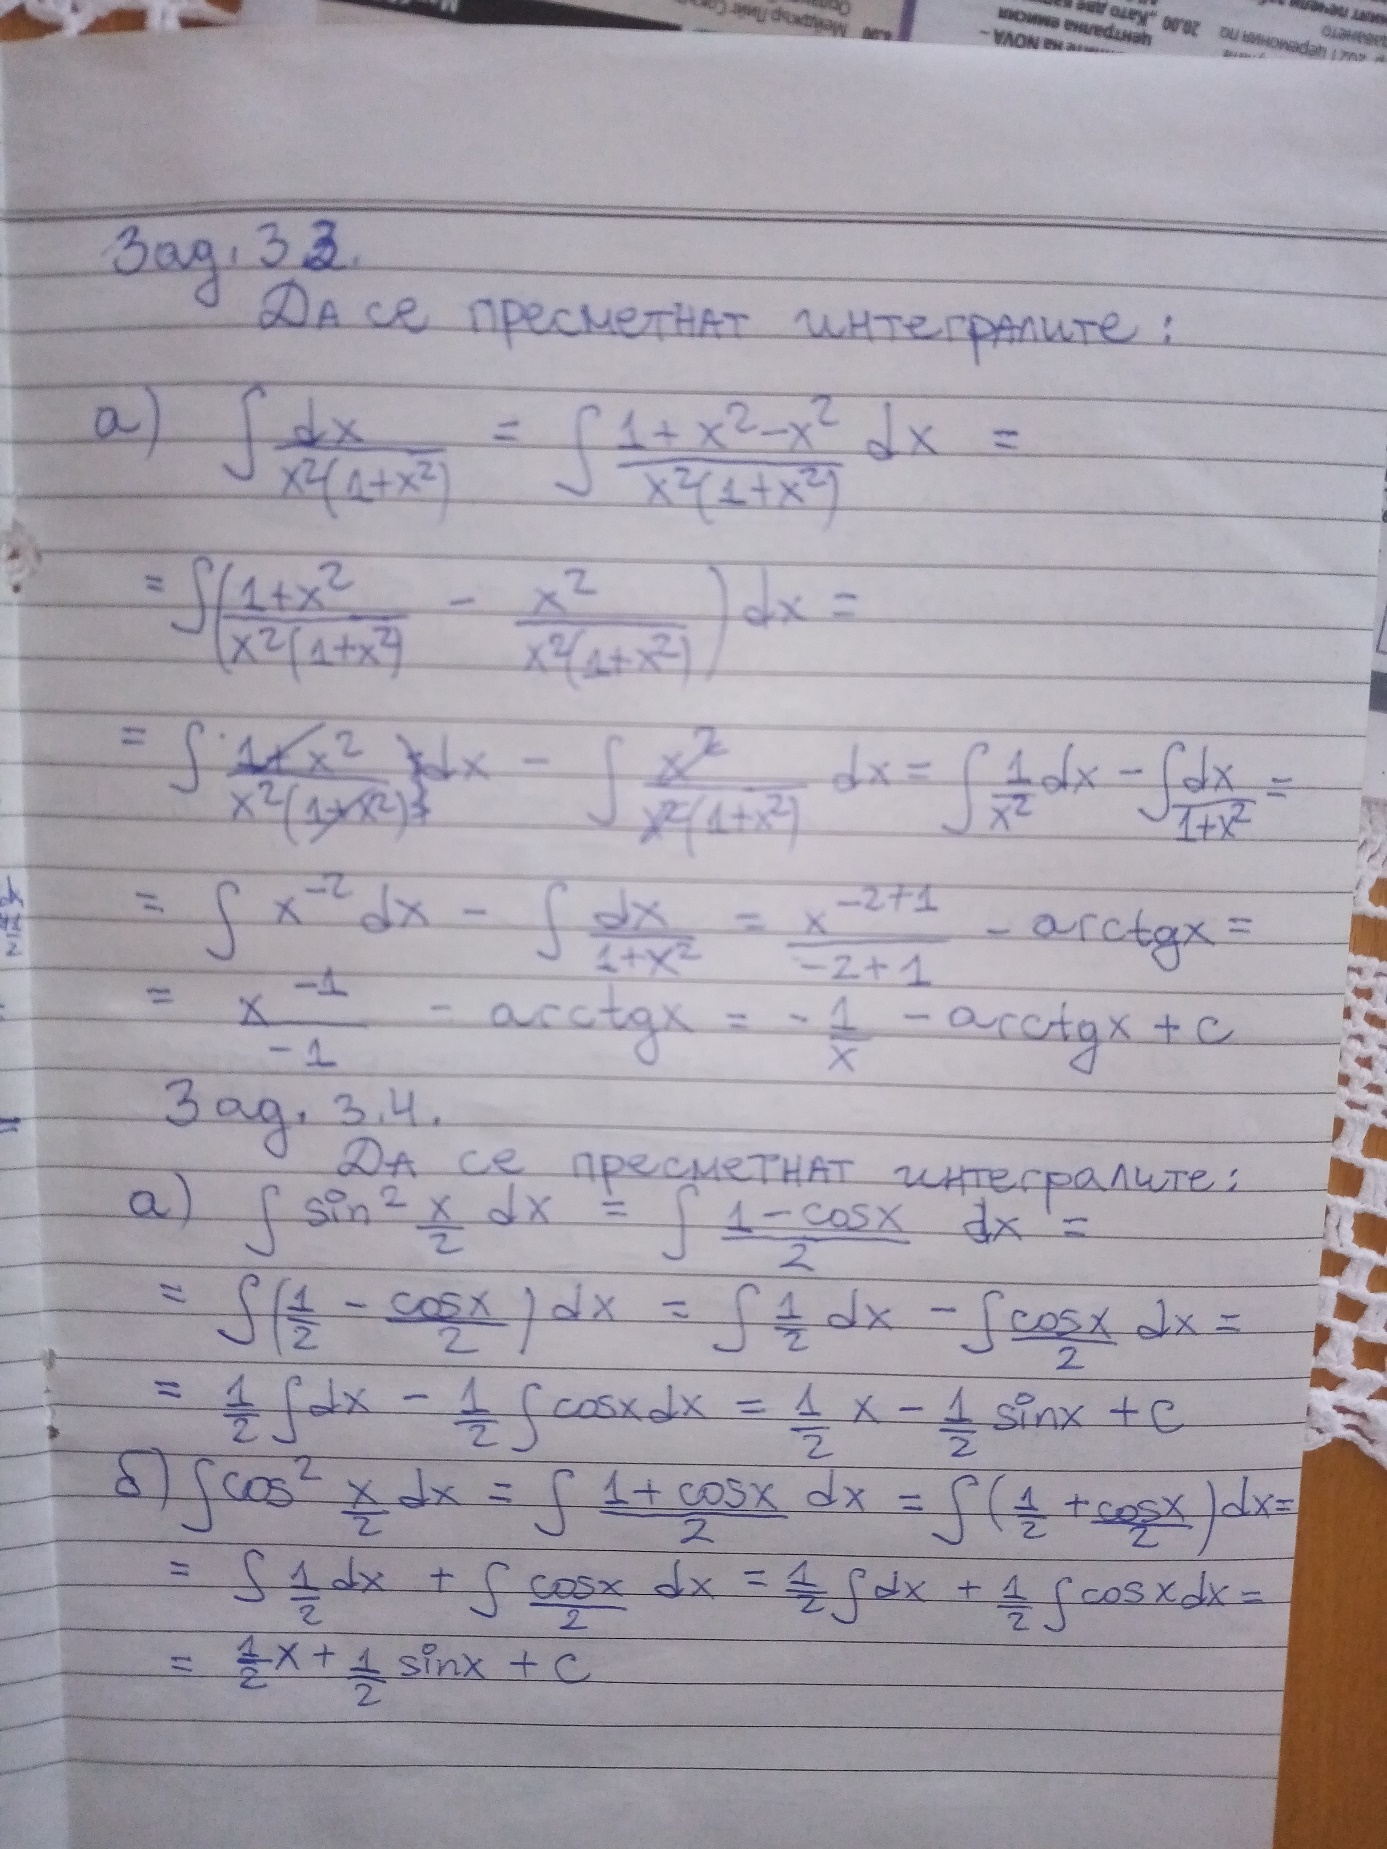 Зад. 3 3.
Да се пресметнат интегралите:
а) ∫ dx/(x²(1+x²)) = ∫ (1+x²-x²)/(x²(1+x²)) dx =
= ∫((1+x²)/(x²(1+x²)) - x²/(x²(1+x²))) dx =
= ∫ (1+x²)/(x²(1+x²)) dx - ∫ x²/(x²(1+x²)) dx = ∫ 1/x² dx - ∫ dx/(1+x²) =
= ∫ x⁻² dx - ∫ dx/(1+x²) = x⁻²⁺¹/(-2+1) - arctgx =
= x⁻¹/-1 - arctgx = - 1/x - arctgx + c
Зад. 3.4.
Да се пресметнат интегралите:
а) ∫ sin² x/2 dx = ∫ (1-cosx)/2 dx =
= ∫(1/2 - cosx/2) dx = ∫ 1/2 dx - ∫ cosx/2 dx =
= 1/2 ∫ dx - 1/2 ∫ cosx dx = 1/2 x - 1/2 sinx + c
б) ∫ cos² x/2 dx = ∫ (1+cosx)/2 dx = ∫(1/2 + cosx/2) dx =
= ∫ 1/2 dx + ∫ cosx/2 dx = 1/2 ∫ dx + 1/2 ∫ cosx dx =
= 1/2 x + 1/2 sinx + c